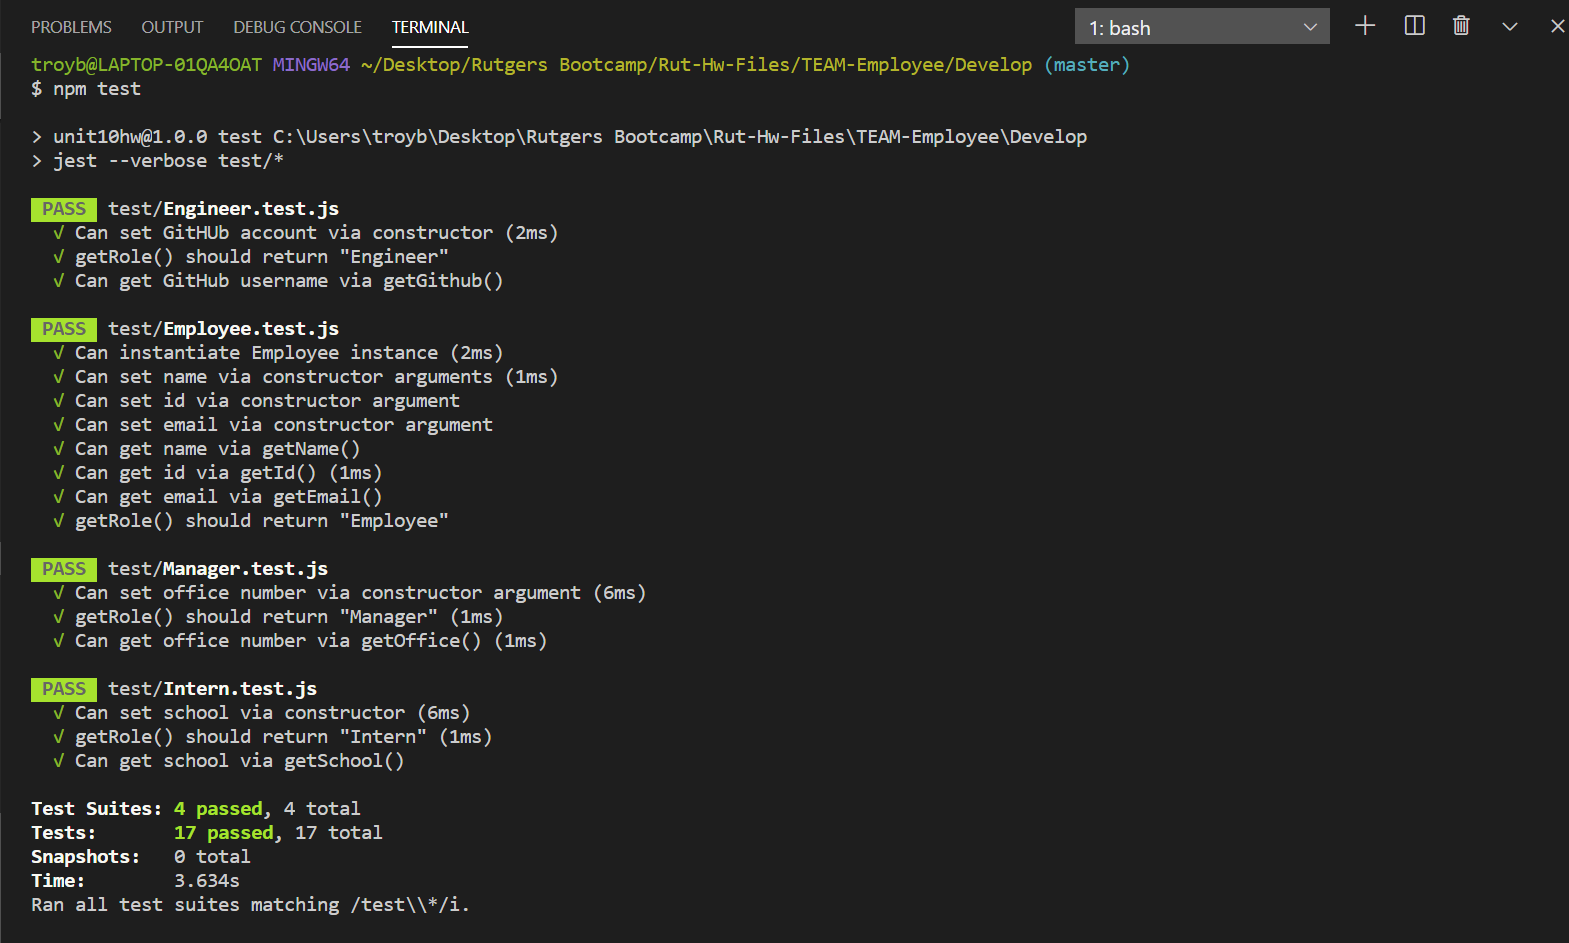 PROBLEMS OUTPUT DEBUG CONSOLE TERMINAL 1: bash
troyb@LAPTOP-01QA4OAT MINGW64 ~/Desktop/Rutgers Bootcamp/Rut-Hw-Files/TEAM-Employee/Develop (master)
$ npm test
> unit10hw@1.0.0 test C:\Users\troyb\Desktop\Rutgers Bootcamp\Rut-Hw-Files\TEAM-Employee\Develop
> jest --verbose test/*
PASS test/Engineer.test.js
√ Can set GitHUb account via constructor (2ms)
√ getRole() should return "Engineer"
√ Can get GitHub username via getGithub()
PASS test/Employee.test.js
√ Can instantiate Employee instance (2ms)
√ Can set name via constructor arguments (1ms)
√ Can set id via constructor argument
√ Can set email via constructor argument
√ Can get name via getName()
√ Can get id via getId() (1ms)
√ Can get email via getEmail()
√ getRole() should return "Employee"
PASS test/Manager.test.js
√ Can set office number via constructor argument (6ms)
√ getRole() should return "Manager" (1ms)
√ Can get office number via getOffice() (1ms)
PASS test/Intern.test.js
√ Can set school via constructor (6ms)
√ getRole() should return "Intern" (1ms)
√ Can get school via getSchool()
Test Suites: 4 passed, 4 total
Tests: 17 passed, 17 total
Snapshots: 0 total
Time: 3.634s
Ran all test suites matching /test\\*/i.